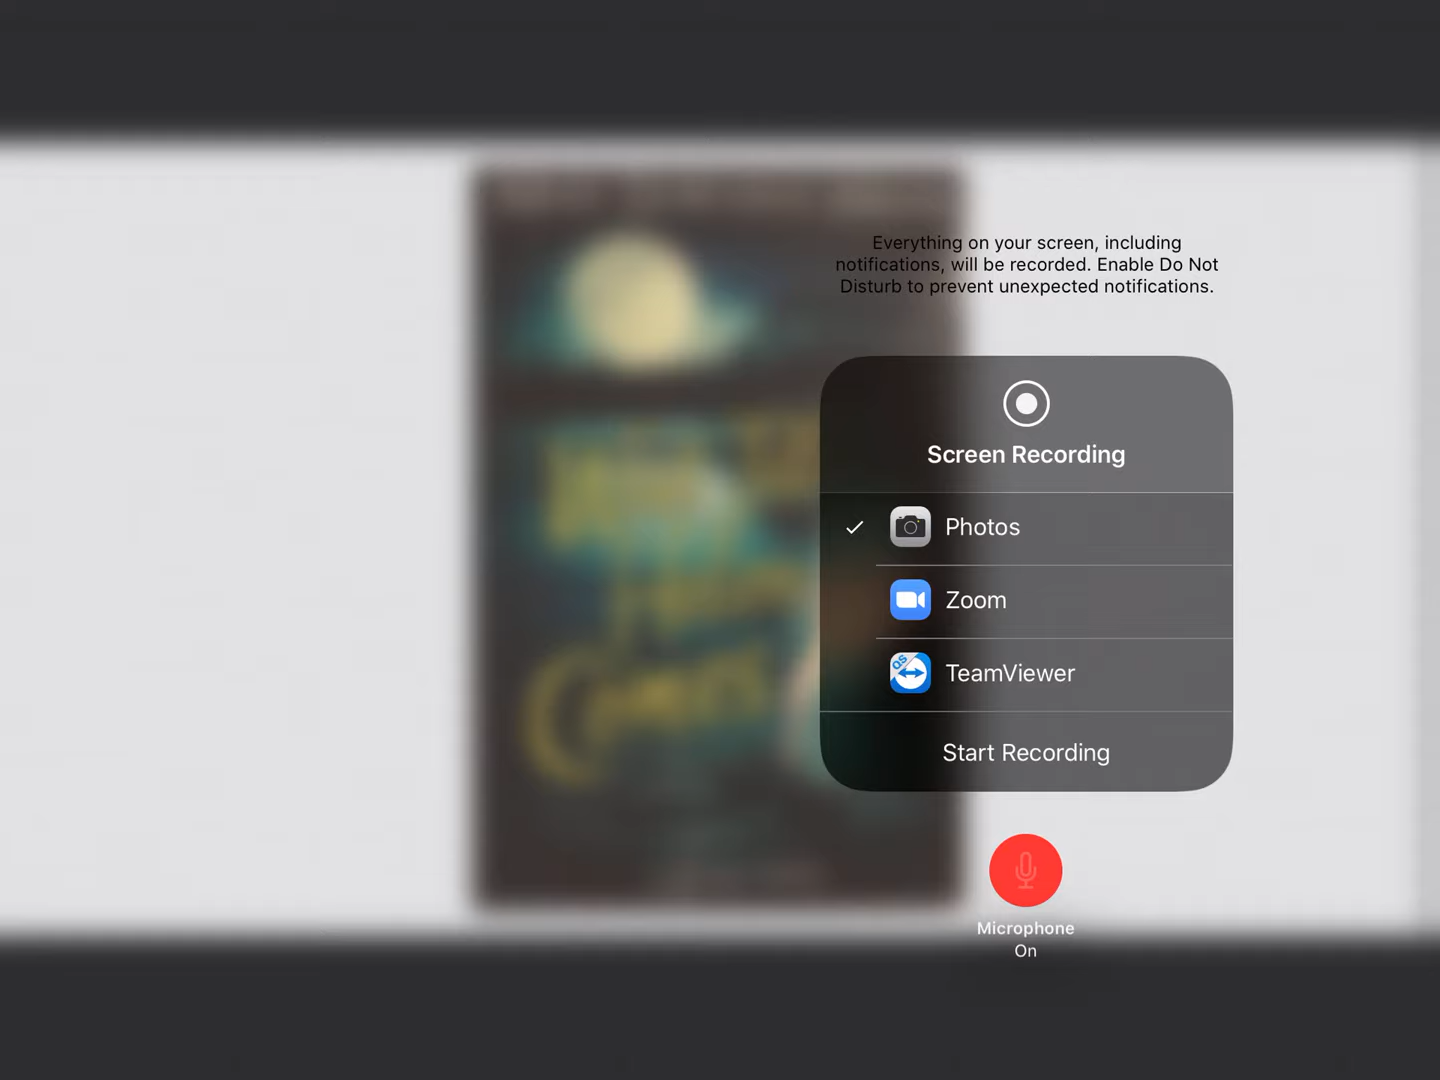 Everything on your screen, including
notifications, will be recorded. Enable Do Not
Disturb to prevent unexpected notifications.
Screen Recording
Photos
Zoom
QS
TeamViewer
Start Recording
Microphone
On